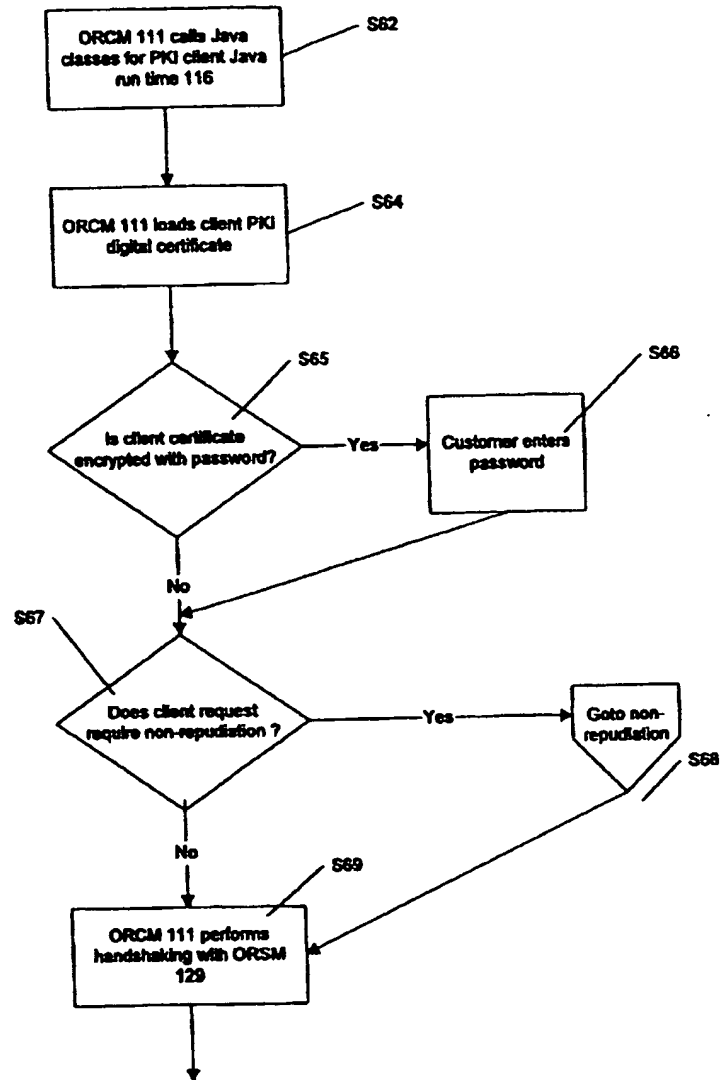 ORCM 111 calls Java
classes for PKI client Java
run time 116
S62
ORCM 111 loads client PKI
digital certificate
S64
S65
Is client certificate
encrypted with password?
Yes
S66
Customer enters
password
No
S67
Does client request
require non-repudiation ?
Yes
Goto non-
repudiation
S68
No
S69
ORCM 111 performs
handshaking with ORSM
129